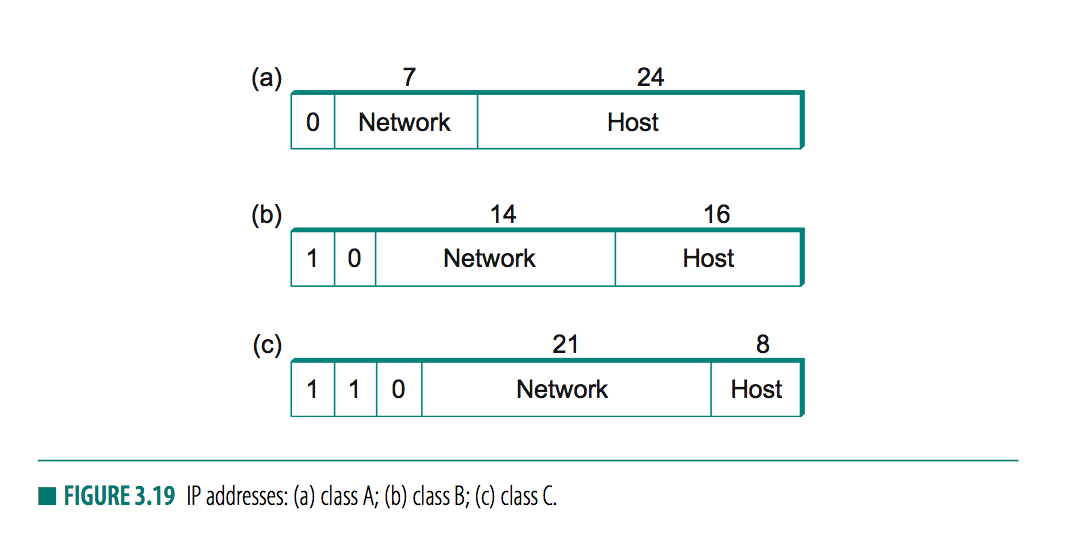 (a) 7 24
0 Network Host
(b) 14 16
1 0 Network Host
(c) 21 8
1 1 0 Network Host
FIGURE 3.19 IP addresses: (a) class A; (b) class B; (c) class C.